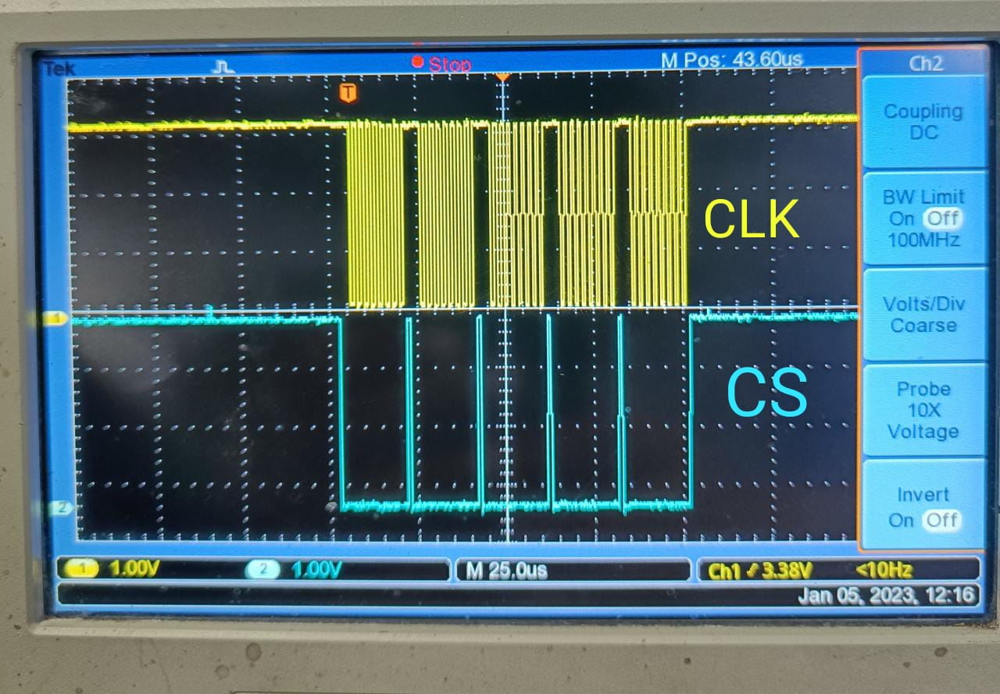 Tek Stop M Pos: 43.60us Ch2
T
Coupling
DC
BW Limit
On Off
100MHz
CLK
Volts/Div
Coarse
1
CS
Probe
10X
Voltage
Invert
On Off
2
1 1.00V 2 1.00V M 25.0us Ch1 3.38V <10Hz
Jan 05, 2023, 12:16